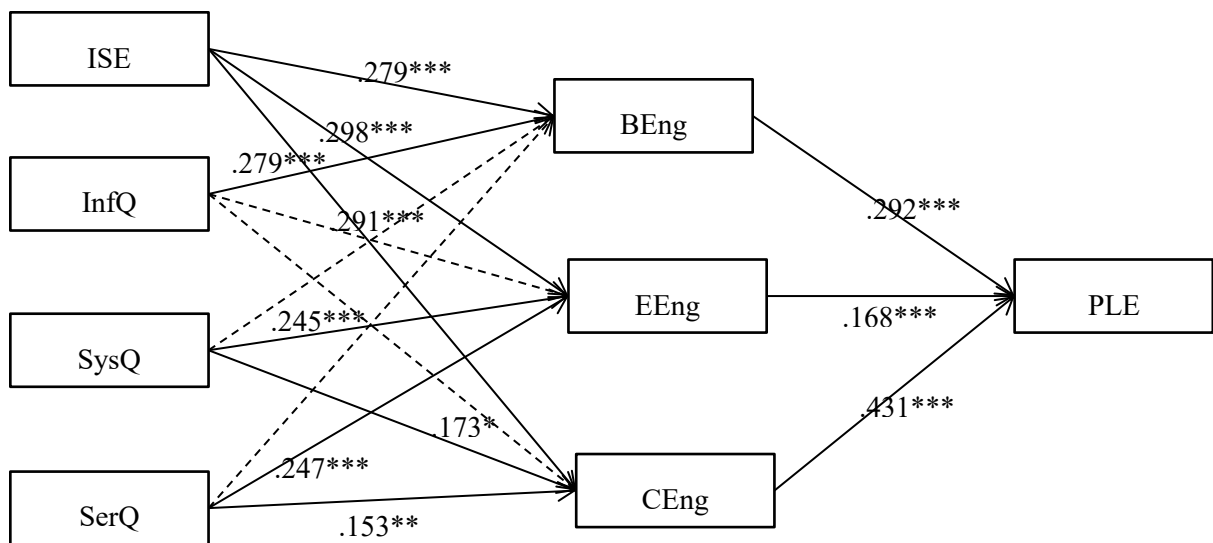 ISE
.279***
BEng
.298***
.279***
InfQ
.291***
.292***
EEng
PLE
.245***
.168***
SysQ
.173*
.431***
.247***
CEng
SerQ
.153**